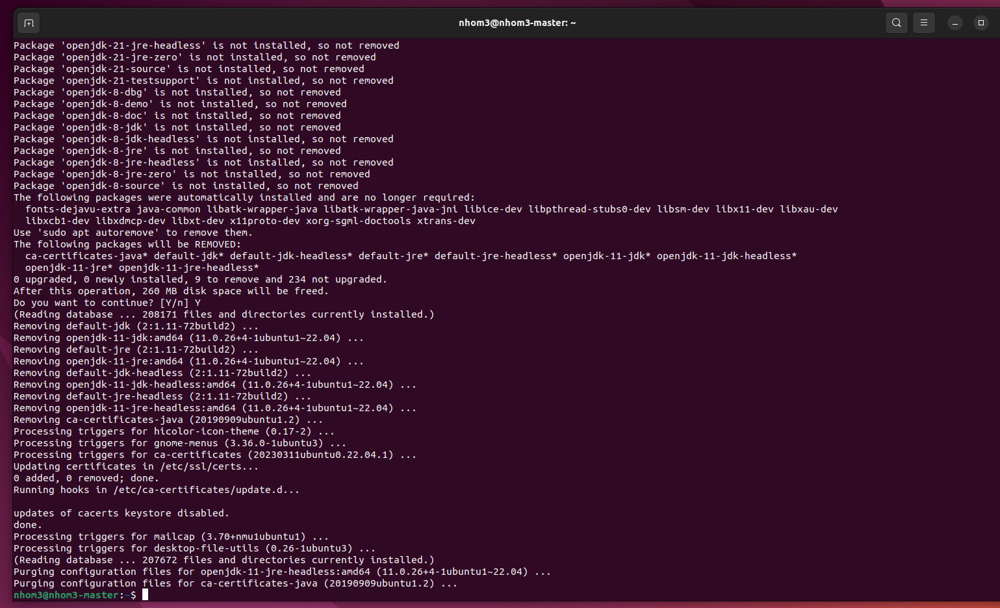 nhom3@nhom3-master: ~
Package 'openjdk-21-jre-headless' is not installed, so not removed
Package 'openjdk-21-jre-zero' is not installed, so not removed
Package 'openjdk-21-source' is not installed, so not removed
Package 'openjdk-21-testsupport' is not installed, so not removed
Package 'openjdk-8-dbg' is not installed, so not removed
Package 'openjdk-8-demo' is not installed, so not removed
Package 'openjdk-8-doc' is not installed, so not removed
Package 'openjdk-8-jdk' is not installed, so not removed
Package 'openjdk-8-jdk-headless' is not installed, so not removed
Package 'openjdk-8-jre' is not installed, so not removed
Package 'openjdk-8-jre-headless' is not installed, so not removed
Package 'openjdk-8-jre-zero' is not installed, so not removed
Package 'openjdk-8-source' is not installed, so not removed
The following packages were automatically installed and are no longer required:
  fonts-dejavu-extra java-common libatk-wrapper-java libatk-wrapper-java-jni libice-dev libpthread-stubs0-dev libsm-dev libx11-dev libxau-dev
  libxcb1-dev libxdmcp-dev libxt-dev x11proto-dev xorg-sgml-doctools xtrans-dev
Use 'sudo apt autoremove' to remove them.
The following packages will be REMOVED:
  ca-certificates-java* default-jdk* default-jdk-headless* default-jre* default-jre-headless* openjdk-11-jdk* openjdk-11-jdk-headless*
  openjdk-11-jre* openjdk-11-jre-headless*
0 upgraded, 0 newly installed, 9 to remove and 234 not upgraded.
After this operation, 260 MB disk space will be freed.
Do you want to continue? [Y/n] Y
(Reading database ... 208171 files and directories currently installed.)
Removing default-jdk (2:1.11-72build2) ...
Removing openjdk-11-jdk:amd64 (11.0.26+4-1ubuntu1~22.04) ...
Removing default-jre (2:1.11-72build2) ...
Removing openjdk-11-jre:amd64 (11.0.26+4-1ubuntu1~22.04) ...
Removing default-jdk-headless (2:1.11-72build2) ...
Removing openjdk-11-jdk-headless:amd64 (11.0.26+4-1ubuntu1~22.04) ...
Removing default-jre-headless (2:1.11-72build2) ...
Removing openjdk-11-jre-headless:amd64 (11.0.26+4-1ubuntu1~22.04) ...
Removing ca-certificates-java (20190909ubuntu1.2) ...
Processing triggers for hicolor-icon-theme (0.17-2) ...
Processing triggers for gnome-menus (3.36.0-1ubuntu3) ...
Processing triggers for ca-certificates (20230311ubuntu0.22.04.1) ...
Updating certificates in /etc/ssl/certs...
0 added, 0 removed; done.
Running hooks in /etc/ca-certificates/update.d...

updates of cacerts keystore disabled.
done.
Processing triggers for mailcap (3.70+nmu1ubuntu1) ...
Processing triggers for desktop-file-utils (0.26-1ubuntu3) ...
(Reading database ... 207672 files and directories currently installed.)
Purging configuration files for openjdk-11-jre-headless:amd64 (11.0.26+4-1ubuntu1~22.04) ...
Purging configuration files for ca-certificates-java (20190909ubuntu1.2) ...
nhom3@nhom3-master:~$